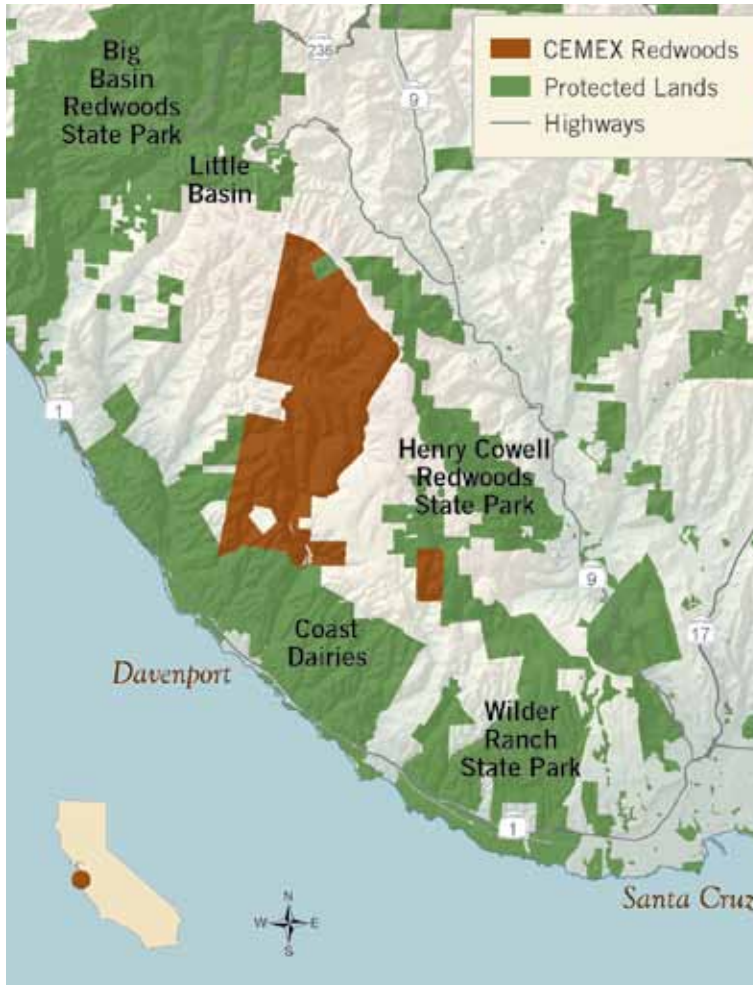 Big
Basin
Redwoods
State Park
236
CEMEX Redwoods
Protected Lands
Highways
9
Little
Basin
1
Henry Cowell
Redwoods
State Park
9
17
Coast
Dairies
Davenport
Wilder
Ranch
State Park
1
N
W E
S
Santa Cruz